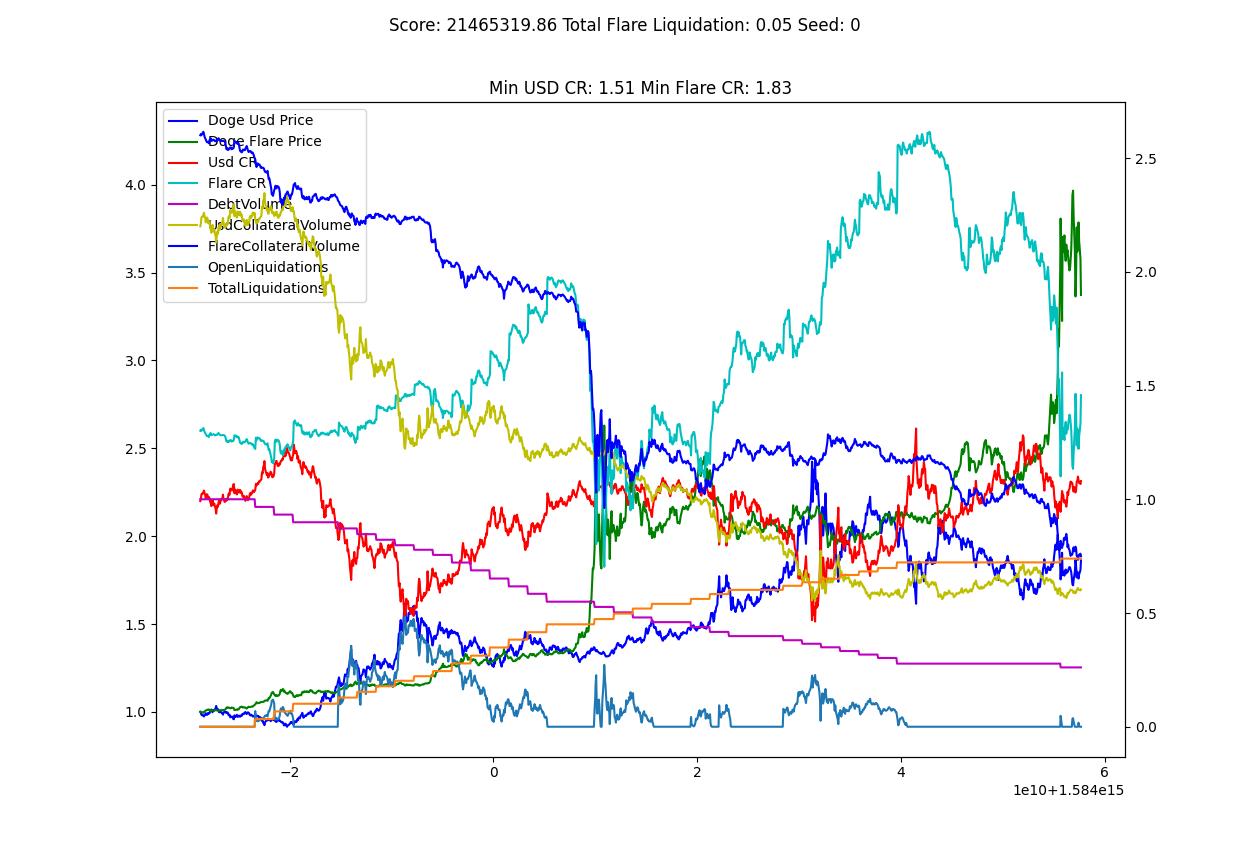 Score: 21465319.86 Total Flare Liquidation: 0.05 Seed: 0
Min USD CR: 1.51 Min Flare CR: 1.83
Doge Usd Price
Doge Flare Price
Usd CR
Flare CR
DebtVolume
UsdCollateralVolume
FlareCollateralVolume
OpenLiquidations
TotalLiquidations
4.0
3.5
3.0
2.5
2.0
1.5
1.0
2.5
2.0
1.5
1.0
0.5
0.0
−2
0
2
4
6
1e10+1.584e15